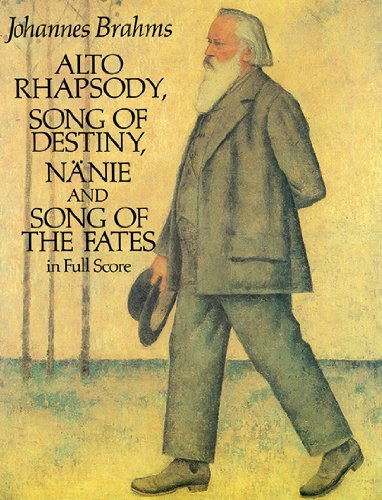 Johannes Brahms
ALTO
RHAPSODY,
SONG OF
DESTINY,
NÄNIE
AND
SONG OF
THE FATES
in Full Score